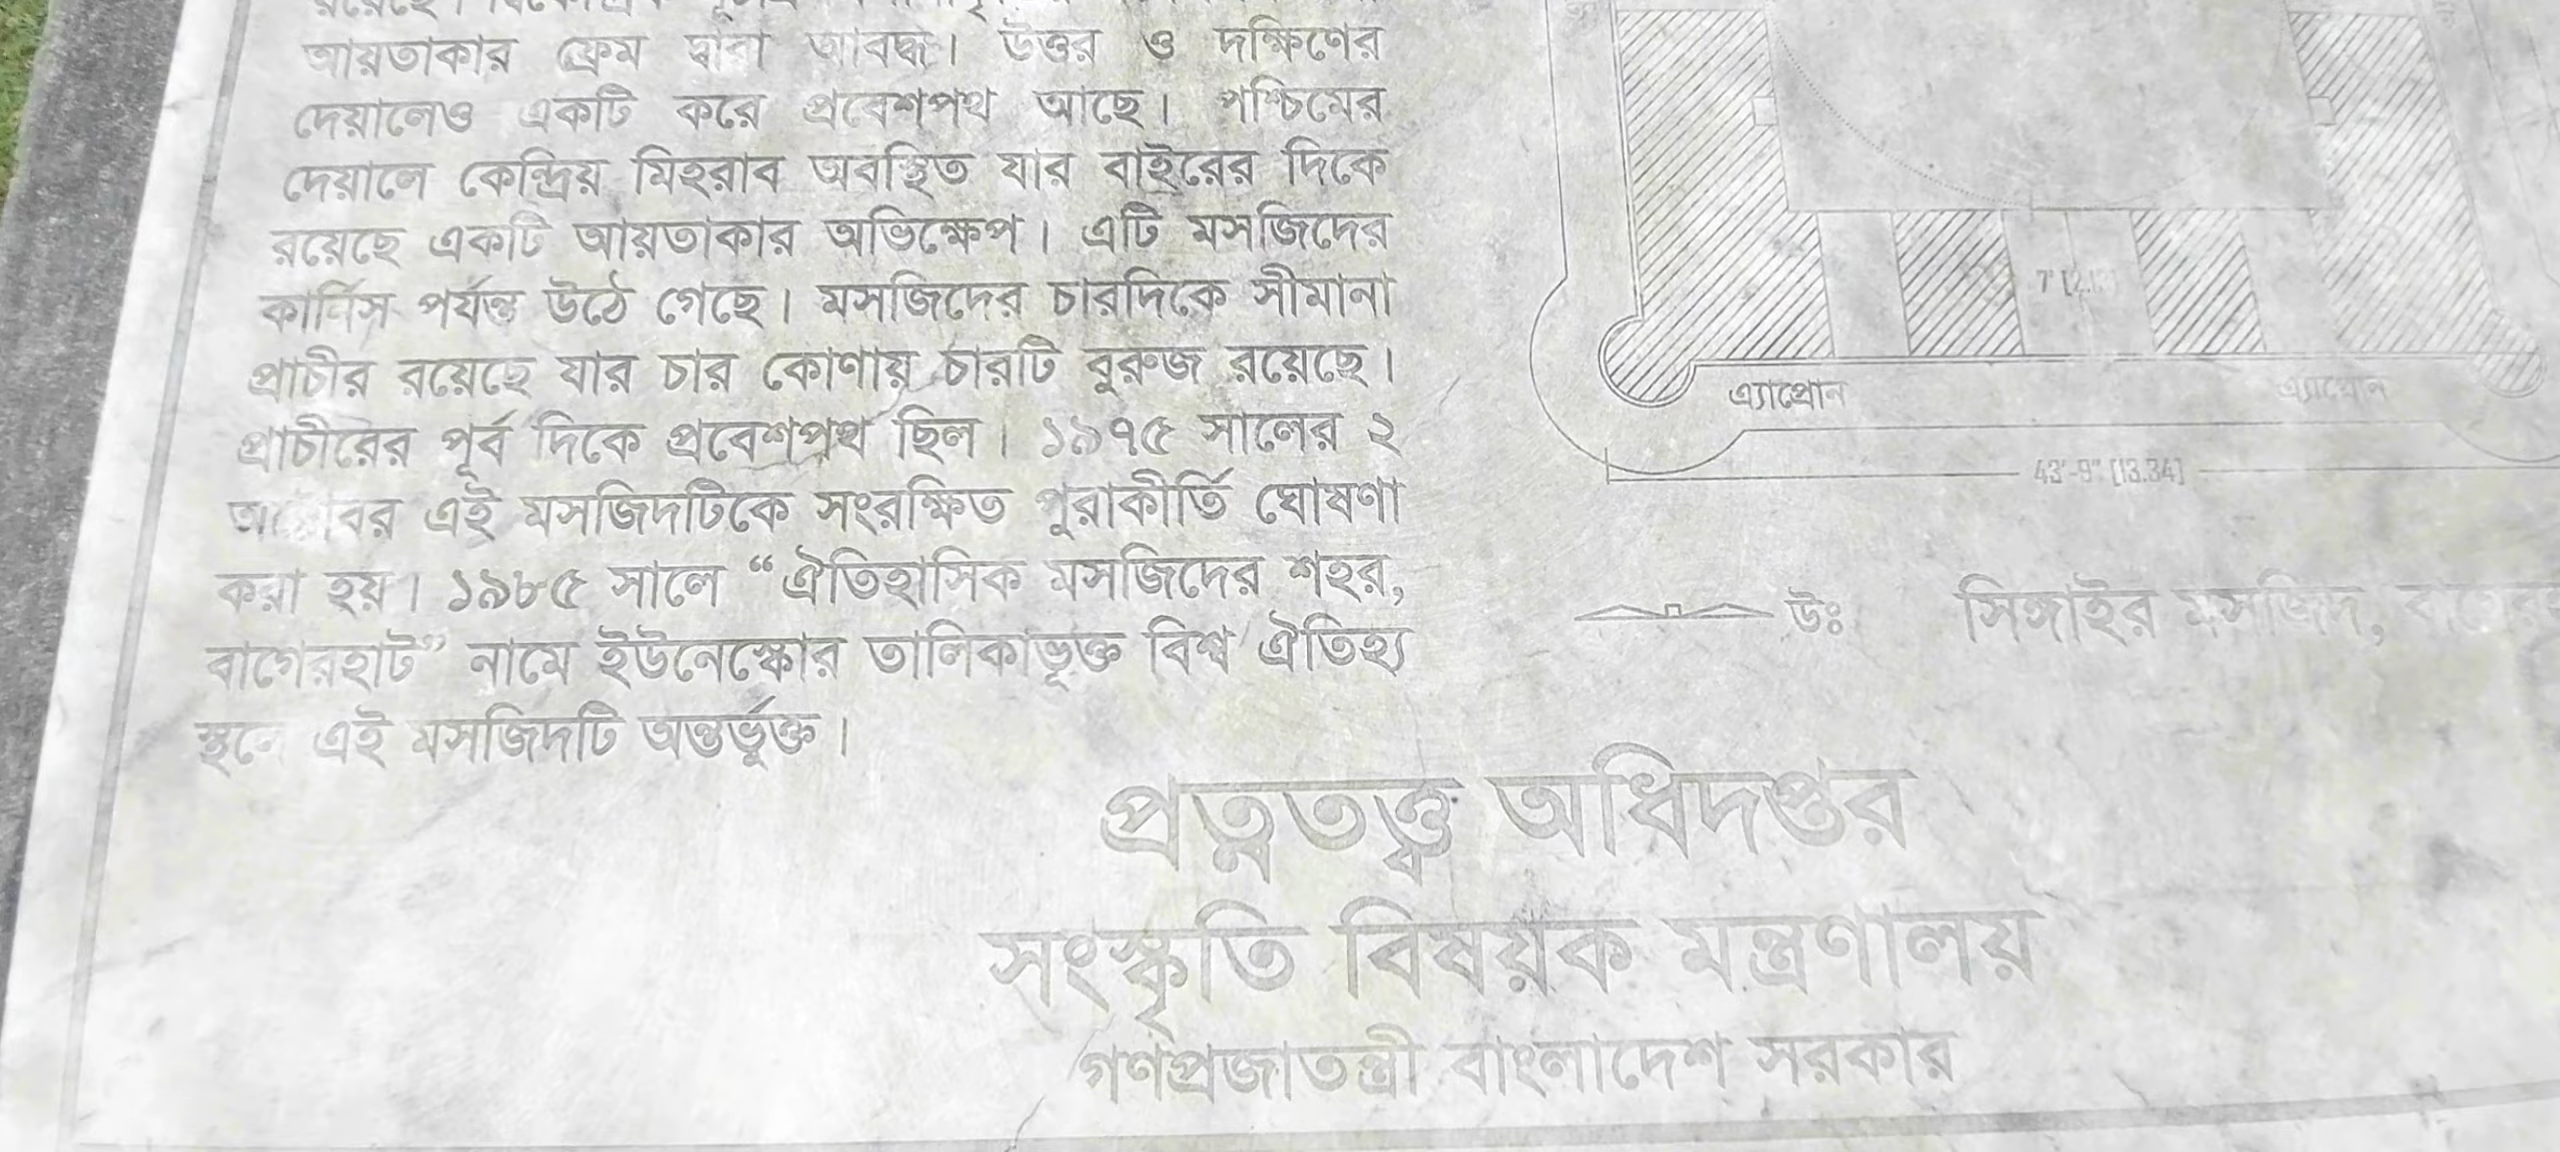 আয়তাকার ফ্রেম দ্বারা আবদ্ধ। উত্তর ও দক্ষিণের
দেয়ালেও একটি করে প্রবেশপথ আছে। পশ্চিমের
দেয়ালে কেন্দ্রিয় মিহরাব অবস্থিত যার বাইরের দিকে
রয়েছে একটি আয়তাকার অভিক্ষেপ। এটি মসজিদের
কার্নিস পর্যন্ত উঠে গেছে। মসজিদের চারদিকে সীমানা
প্রাচীর রয়েছে যার চার কোণায় চারটি বুরুজ রয়েছে।
প্রাচীরের পূর্ব দিকে প্রবেশপথ ছিল। ১৯৭৫ সালের ২
এই মসজিদটিকে সংরক্ষিত পুরাকীর্তি ঘোষণা
করা হয়। ১৯৮৫ সালে “ঐতিহাসিক মসজিদের শহর,
বাগেরহাট” নামে ইউনেস্কোর তালিকাভূক্ত বিশ্ব ঐতিহ্য
স্থলে এই মসজিদটি অন্তর্ভুক্ত।
এ্যাপ্রোন এ্যাপ্রোন
43'-9" [13.34]
উঃ সিঙ্গাইর মসজিদ,
প্রত্নতত্ত্ব অধিদপ্তর
সংস্কৃতি বিষয়ক মন্ত্রণালয়
গণপ্রজাতন্ত্রী বাংলাদেশ সরকার